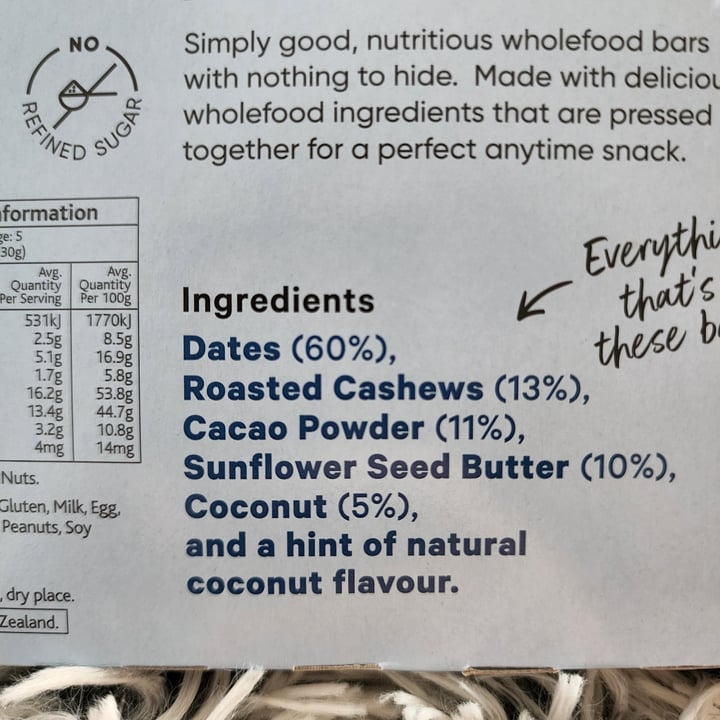 NO
REFINED SUGAR
Simply good, nutritious wholefood bars
with nothing to hide. Made with deliciou
wholefood ingredients that are pressed
together for a perfect anytime snack.
formation
ge: 5
30g)
Avg. Quantity Per Serving
Avg. Quantity Per 100g
531kJ 1770kJ
2.5g 8.5g
5.1g 16.9g
1.7g 5.8g
16.2g 53.8g
13.4g 44.7g
3.2g 10.8g
4mg 14mg
Nuts.
Gluten, Milk, Egg,
Peanuts, Soy
, dry place.
Zealand.
Everythi
that's
these b
Ingredients
Dates (60%),
Roasted Cashews (13%),
Cacao Powder (11%),
Sunflower Seed Butter (10%),
Coconut (5%),
and a hint of natural
coconut flavour.